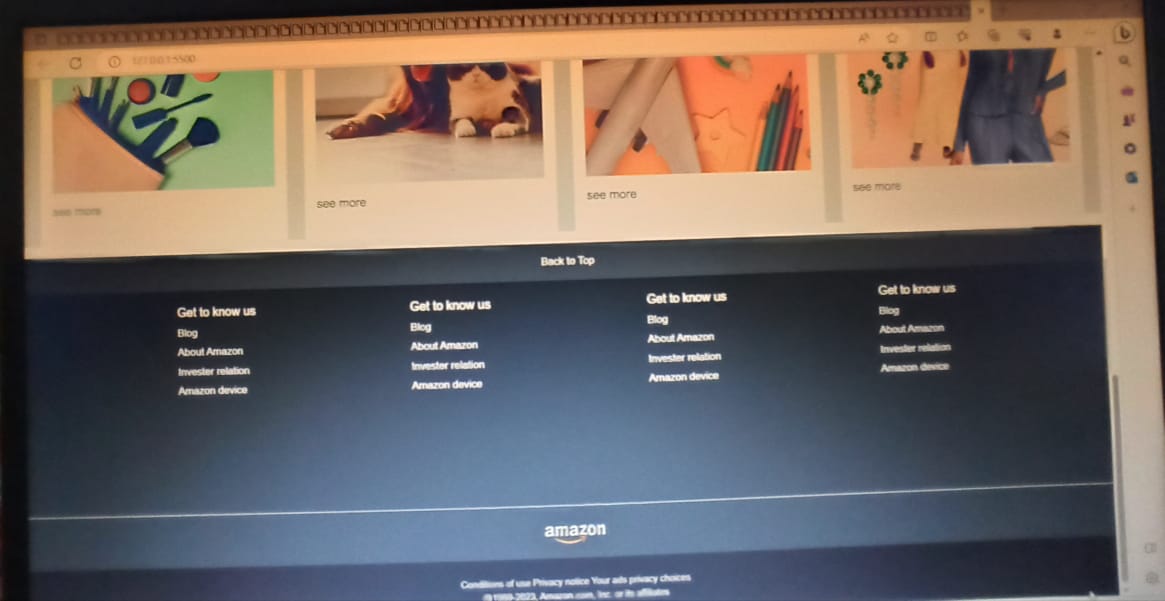 127.0.0.1:5500
see more
see more
see more
see more
Back to Top
Get to know us
Blog
About Amazon
Invester relation
Amazon device
Get to know us
Blog
About Amazon
Invester relation
Amazon device
Get to know us
Blog
About Amazon
Invester relation
Amazon device
Get to know us
Blog
About Amazon
Invester relation
Amazon device
amazon
Conditions of use Privacy notice Your ads privacy choices
© 1999-2023, Amazon.com, Inc. or its affiliates